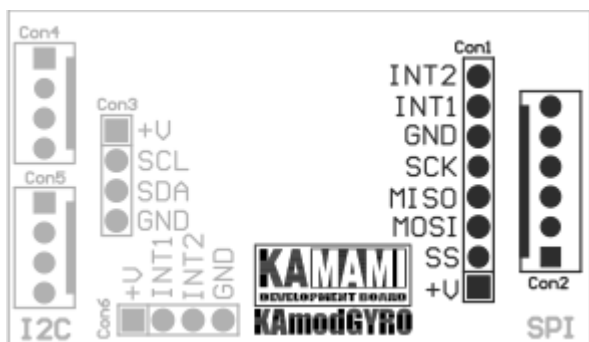 Con4
Con1
INT2
INT1
GND
SCK
MISO
MOSI
SS
+V
Con2
Con3
+V
SCL
SDA
GND
Con5
+V
INT1
INT2
GND
Con6
KAMAMI
DEVELOPMENT BOARD
KAmodGYRO
I2C
SPI